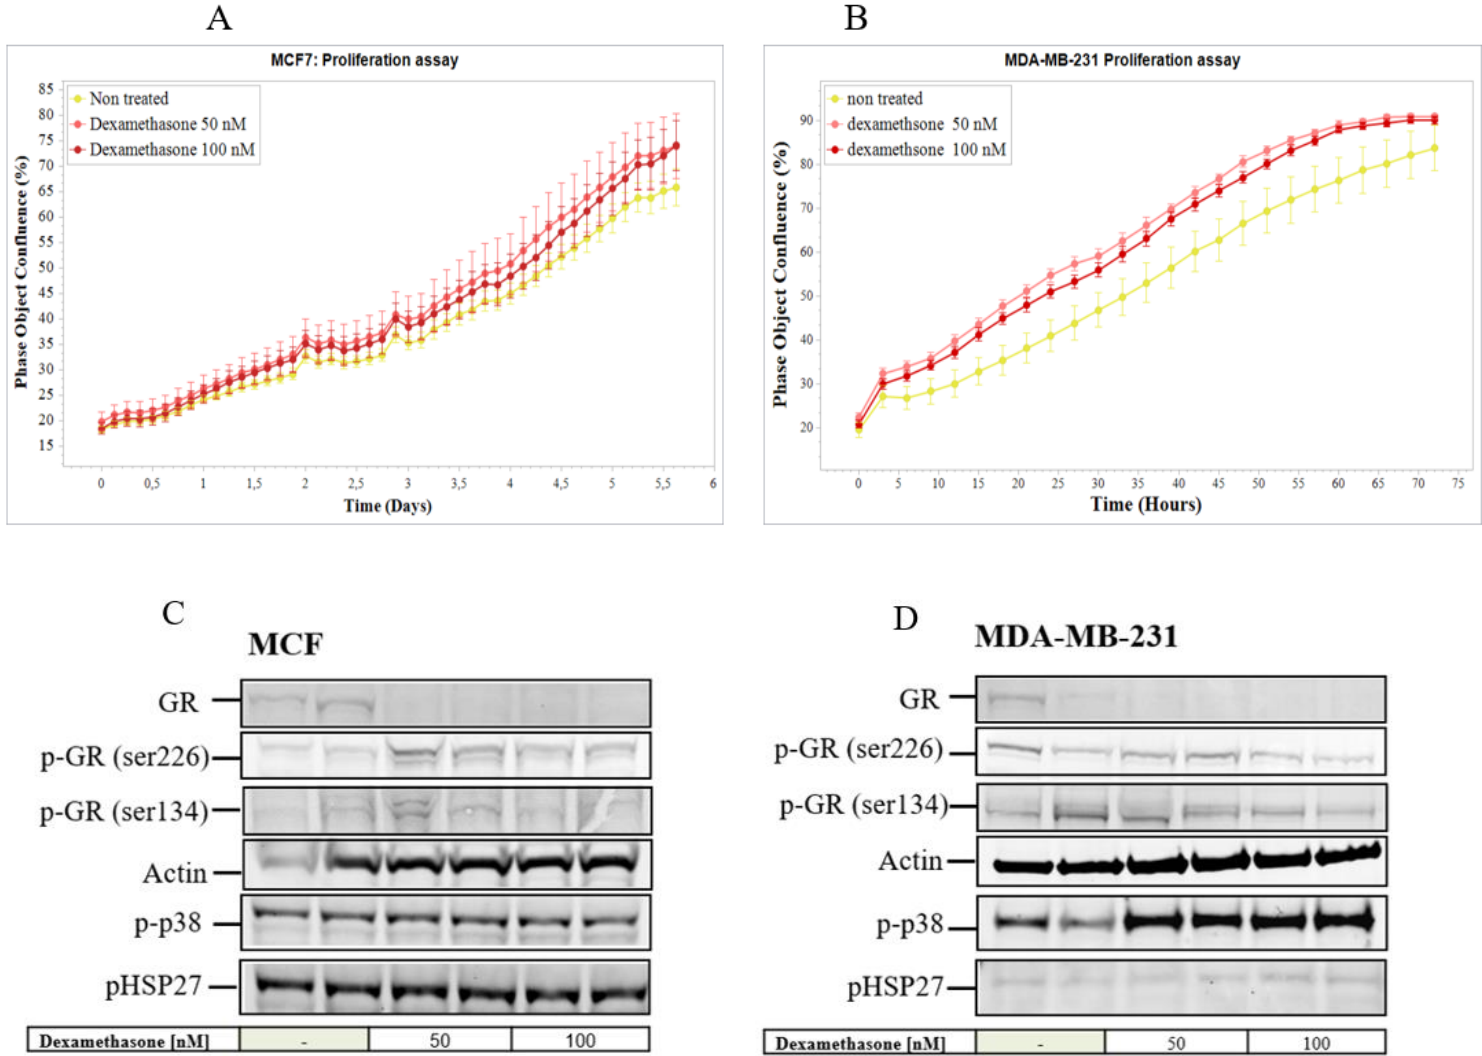 A
MCF7: Proliferation assay
Non treated
Dexamethasone 50 nM
Dexamethasone 100 nM
Phase Object Confluence (%)
85
80
75
70
65
60
55
50
45
40
35
30
25
20
15
0 0,5 1 1,5 2 2,5 3 3,5 4 4,5 5 5,5 6
Time (Days)
B
MDA-MB-231 Proliferation assay
non treated
dexamethsone 50 nM
dexamethsone 100 nM
Phase Object Confluence (%)
90
80
70
60
50
40
30
20
0 5 10 15 20 25 30 35 40 45 50 55 60 65 70 75
Time (Hours)
C
MCF
GR
p-GR (ser226)
p-GR (ser134)
Actin
p-p38
pHSP27
Dexamethasone [nM] - 50 100
D
MDA-MB-231
GR
p-GR (ser226)
p-GR (ser134)
Actin
p-p38
pHSP27
Dexamethasone [nM] - 50 100